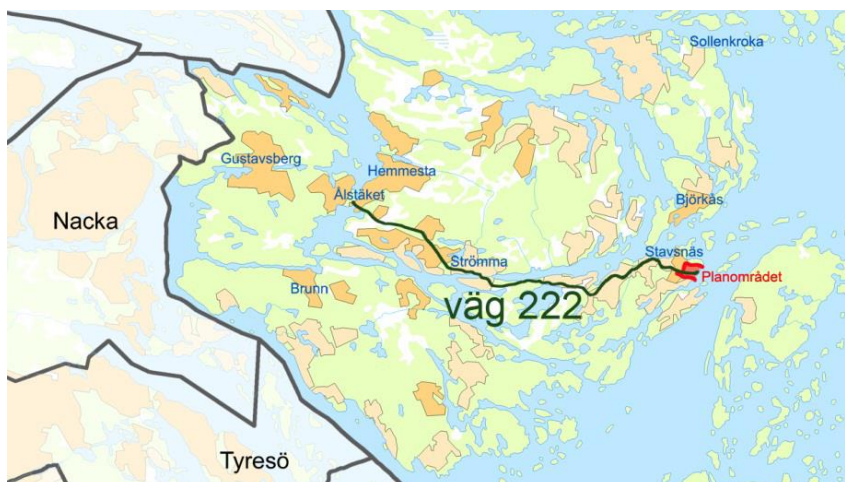 Sollenkroka
Gustavsberg
Hemmesta
Ålstäket
Björkås
Nacka
Stavsnäs
Strömma
Planområdet
Brunn
väg 222
Tyresö